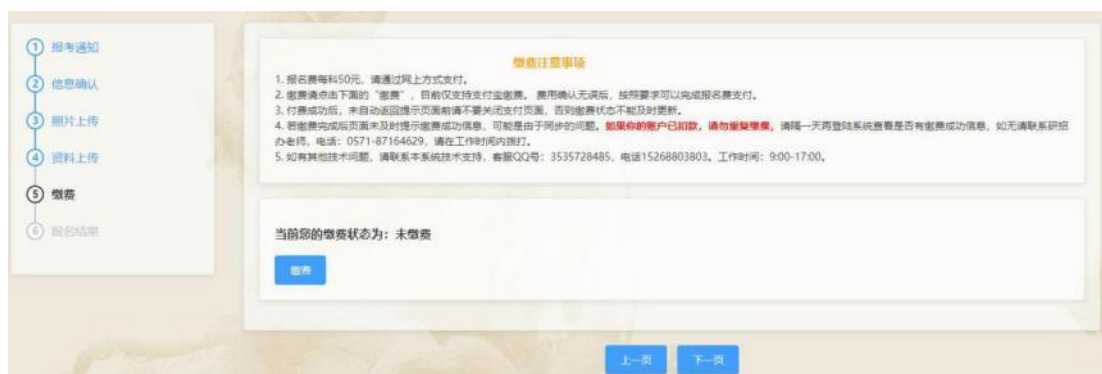 1 报考通知
2 信息确认
3 照片上传
4 资料上传
5 缴费
6 报名结束
缴费注意事项
1. 报名费每科50元，请通过网上方式支付。
2. 缴费请点击下面的“缴费”，目前仅支持支付宝缴费。 费用确认无误后，按照要求可以完成报名费支付。
3. 付费成功后，未自动返回提示页面前请不要关闭支付页面，否则缴费状态不能及时更新。
4. 若缴费完成后页面未及时提示缴费成功信息，可能是由于同步的问题。如果你的账户已扣款，请勿重复缴费。请隔一天再登陆系统查看是否有缴费成功信息，如无请联系研招
办老师，电话：0571-87164629，请在工作时间内拨打。
5. 如有其他技术问题，请联系本系统技术支持，客服QQ号：3535728485，电话15268803803。工作时间：9:00-17:00。
当前您的缴费状态为：未缴费
缴费
上一页 下一页